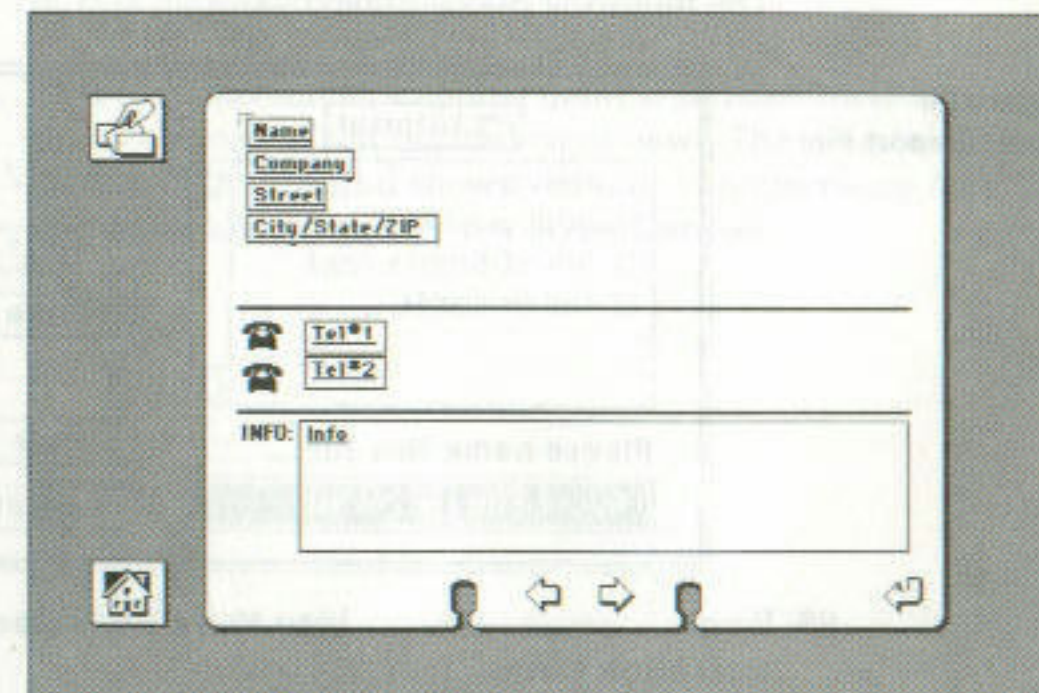 Name
Company
Street
City/State/ZIP
Tel#1
Tel#2
INFO: Info